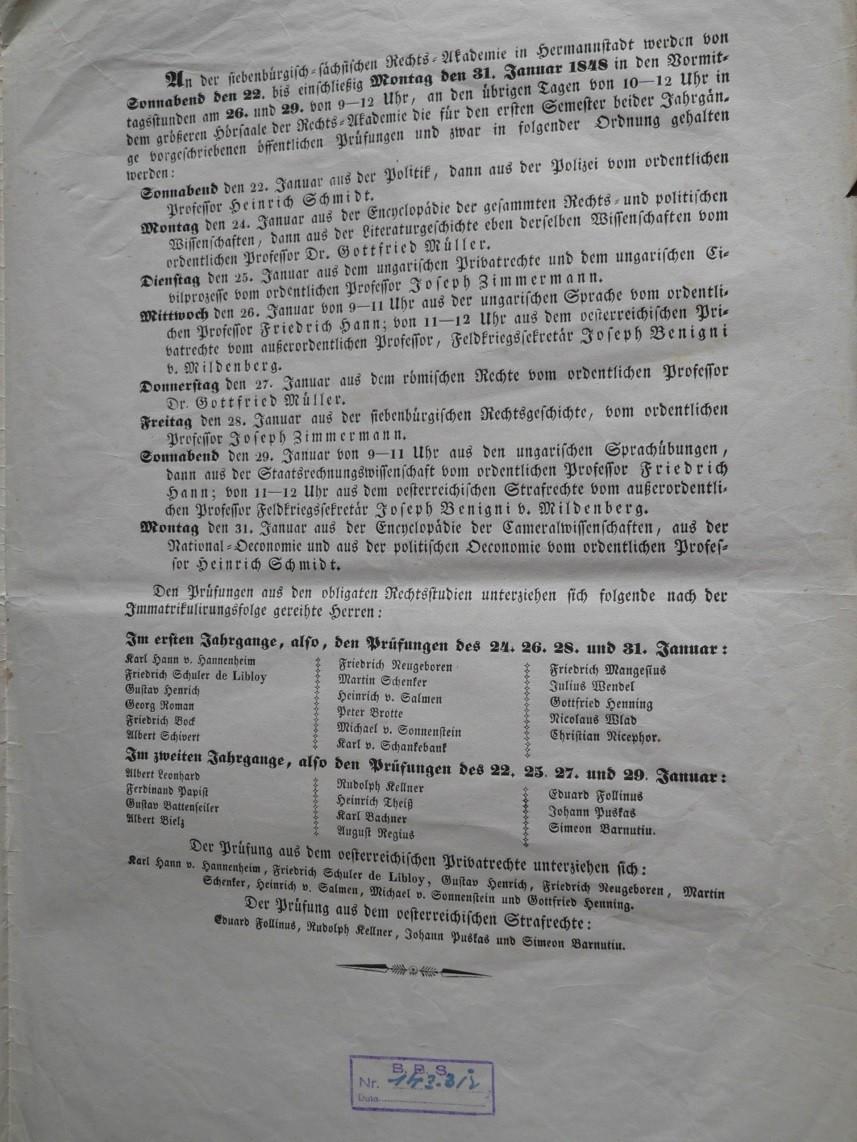 An der siebenbürgisch-sächsischen Rechts-Akademie in Hermannstadt werden von
Sonnabend den 22. bis einschließig Montag den 31. Januar 1848 in den Vormit-
tagsstunden am 26. und 29. von 9—12 Uhr, an den übrigen Tagen von 10—12 Uhr in
dem größeren Hörsaale der Rechts-Akademie die für den ersten Semester beider Jahrgän-
ge vorgeschriebenen öffentlichen Prüfungen und zwar in folgender Ordnung gehalten
werden:
Sonnabend den 22. Januar aus der Politik, dann aus der Polizei vom ordentlichen
Professor Heinrich Schmidt.
Montag den 24. Januar aus der Encyclopädie der gesammten Rechts- und politischen
Wissenschaften, dann aus der Literaturgeschichte eben derselben Wissenschaften vom
ordentlichen Professor Dr. Gottfried Müller.
Dienstag den 25. Januar aus dem ungarischen Privatrechte und dem ungarischen Ci-
vilprozesse vom ordentlichen Professor Joseph Zimmermann.
Mittwoch den 26. Januar von 9—11 Uhr aus der ungarischen Sprache vom ordentli-
chen Professor Friedrich Hann; von 11—12 Uhr aus dem oesterreichischen Pri-
vatrechte vom außerordentlichen Professor, Feldkriegssekretär Joseph Benigni
v. Mildenberg.
Donnerstag den 27. Januar aus dem römischen Rechte vom ordentlichen Professor
Dr. Gottfried Müller.
Freitag den 28. Januar aus der siebenbürgischen Rechtsgeschichte, vom ordentlichen
Professor Joseph Zimmermann.
Sonnabend den 29. Januar von 9—11 Uhr aus den ungarischen Sprachübungen,
dann aus der Staatsrechnungswissenschaft vom ordentlichen Professor Friedrich
Hann; von 11—12 Uhr aus dem oesterreichischen Strafrechte vom außerordentli-
chen Professor Feldkriegssekretär Joseph Benigni v. Mildenberg.
Montag den 31. Januar aus der Encyclopädie der Cameralwissenschaften, aus der
National-Oeconomie und aus der politischen Oeconomie vom ordentlichen Profes-
sor Heinrich Schmidt.
Den Prüfungen aus den obligaten Rechtsstudien unterziehen sich folgende nach der
Immatrikulirungsfolge gereihte Herren:
Im ersten Jahrgange, also, den Prüfungen des 24. 26. 28. und 31. Januar:
Karl Hann v. Hannenheim
Friedrich Schuler de Libloy
Gustav Henrich
Georg Roman
Friedrich Bock
Albert Schivert
Friedrich Neugeboren
Martin Schenker
Heinrich v. Salmen
Peter Brotte
Michael v. Sonnenstein
Karl v. Schankebank
Friedrich Mangesius
Julius Wendel
Gottfried Henning
Nicolaus Wlad
Christian Nicephor.
Im zweiten Jahrgange, also den Prüfungen des 22. 25. 27. und 29. Januar:
Albert Leonhard
Ferdinand Papist
Gustav Battenseiler
Albert Bielz
Rudolph Kellner
Heinrich Theiß
Karl Bachner
August Regius
Eduard Follinus
Johann Puskas
Simeon Barnutiu.
Der Prüfung aus dem oesterreichischen Privatrechte unterziehen sich:
Karl Hann v. Hannenheim, Friedrich Schuler de Libloy, Gustav Henrich, Friedrich Neugeboren, Martin
Schenker, Heinrich v. Salmen, Michael v. Sonnenstein und Gottfried Henning.
Der Prüfung aus dem oesterreichischen Strafrechte:
Eduard Follinus, Rudolph Kellner, Johann Puskas und Simeon Barnutiu.
B. P. S.
Nr.
Data